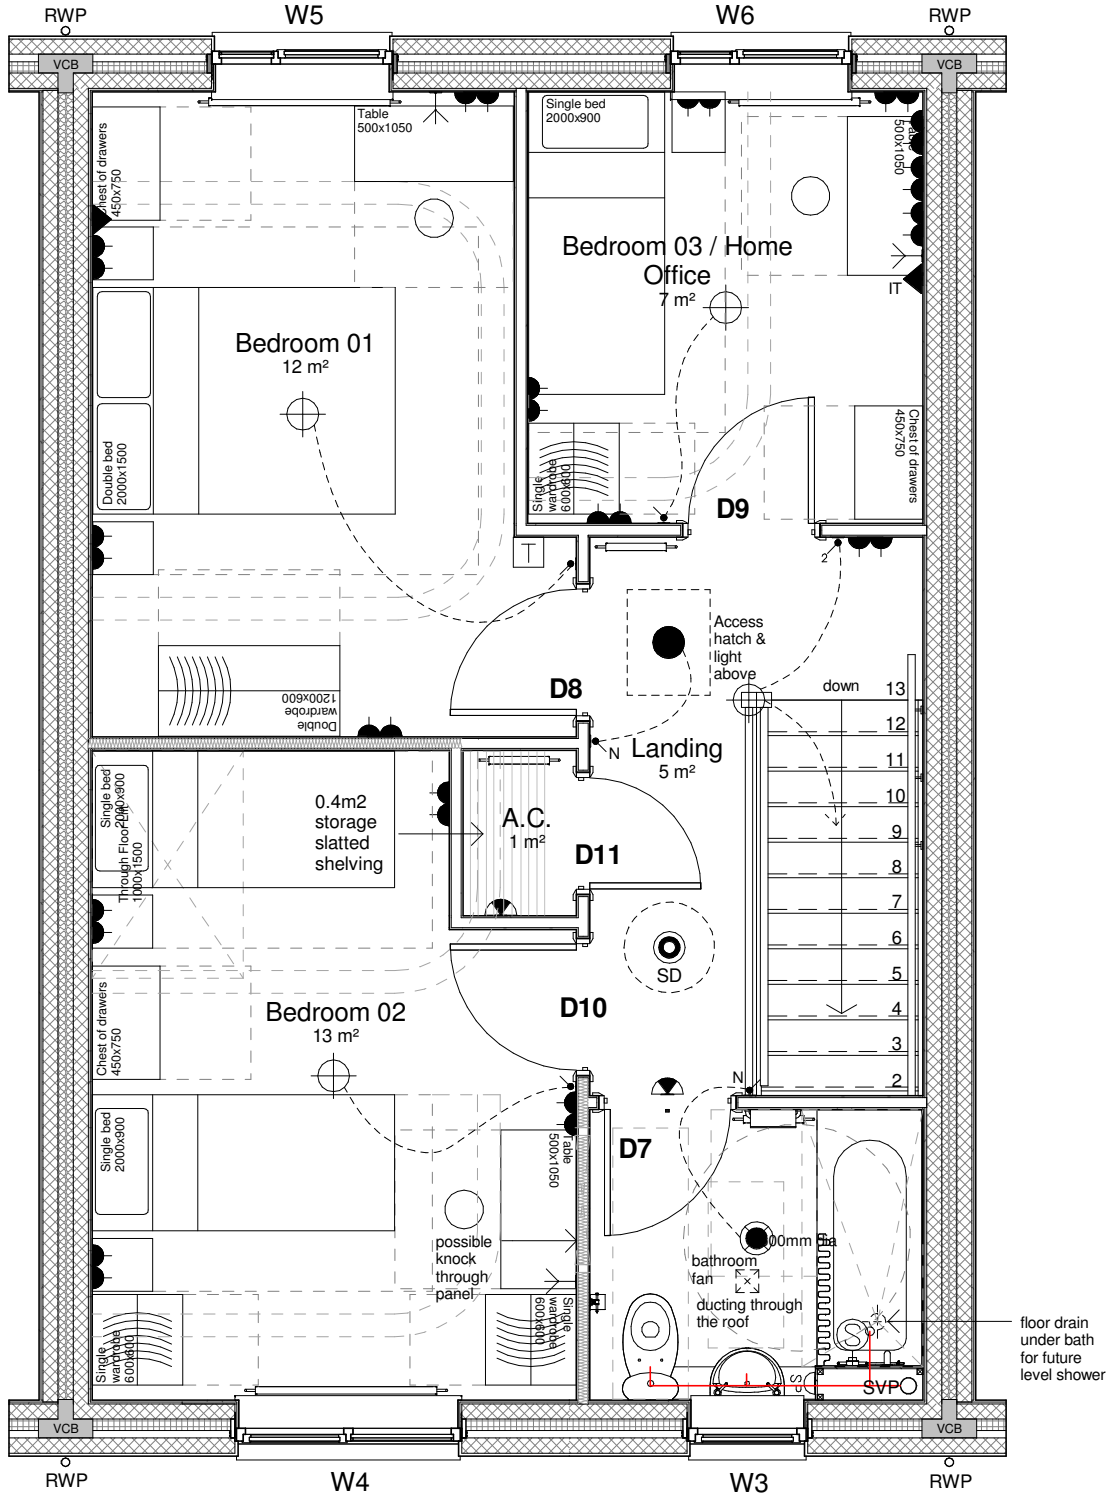 W5
W6
RWP
RWP
VCB
VCB
Table
500x1050
Single bed
2000x900
Chest of drawers
450x750
500x1050
Bedroom 03 / Home
Office
7 m²
IT
Bedroom 01
12 m²
Double bed
2000x1500
Chest of drawers
450x750
Single
wardrobe
600x600
D9
T
2
Access
hatch &
light
above
D8
down
13
Double
wardrobe
1200x600
N
Landing
5 m²
12
11
10
9
8
7
6
5
4
3
2
Single bed
2000x900
Through Floor Lift
1000x1500
0.4m2
storage
slatted
shelving
A.C.
1 m²
D11
SD
Chest of drawers
450x750
Bedroom 02
13 m²
D10
N
Single bed
2000x900
Table
500x1050
D7
possible
knock
through
panel
bathroom
fan
ducting through
the roof
Single
wardrobe
600x600
Single
wardrobe
600x600
floor drain
under bath
for future
level shower
S
S
SVP
VCB
VCB
RWP
RWP
W4
W3